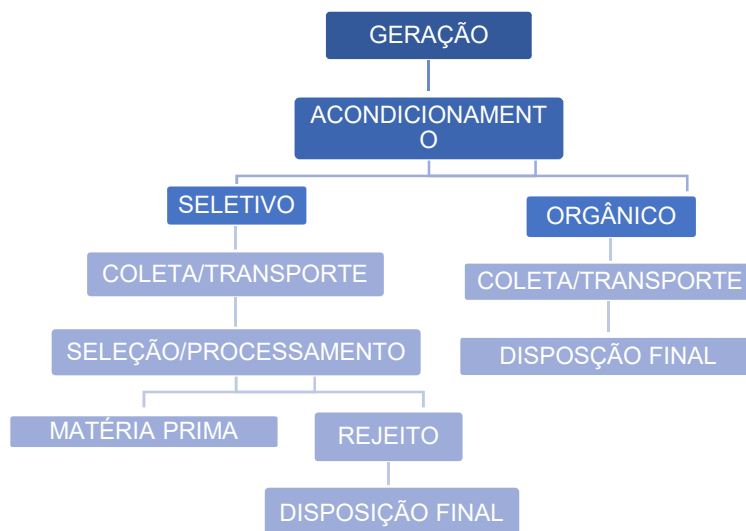 GERAÇÃO
ACONDICIONAMENT
O
SELETIVO
ORGÂNICO
COLETA/TRANSPORTE
COLETA/TRANSPORTE
SELEÇÃO/PROCESSAMENTO
DISPOSÇÃO FINAL
MATÉRIA PRIMA
REJEITO
DISPOSIÇÃO FINAL